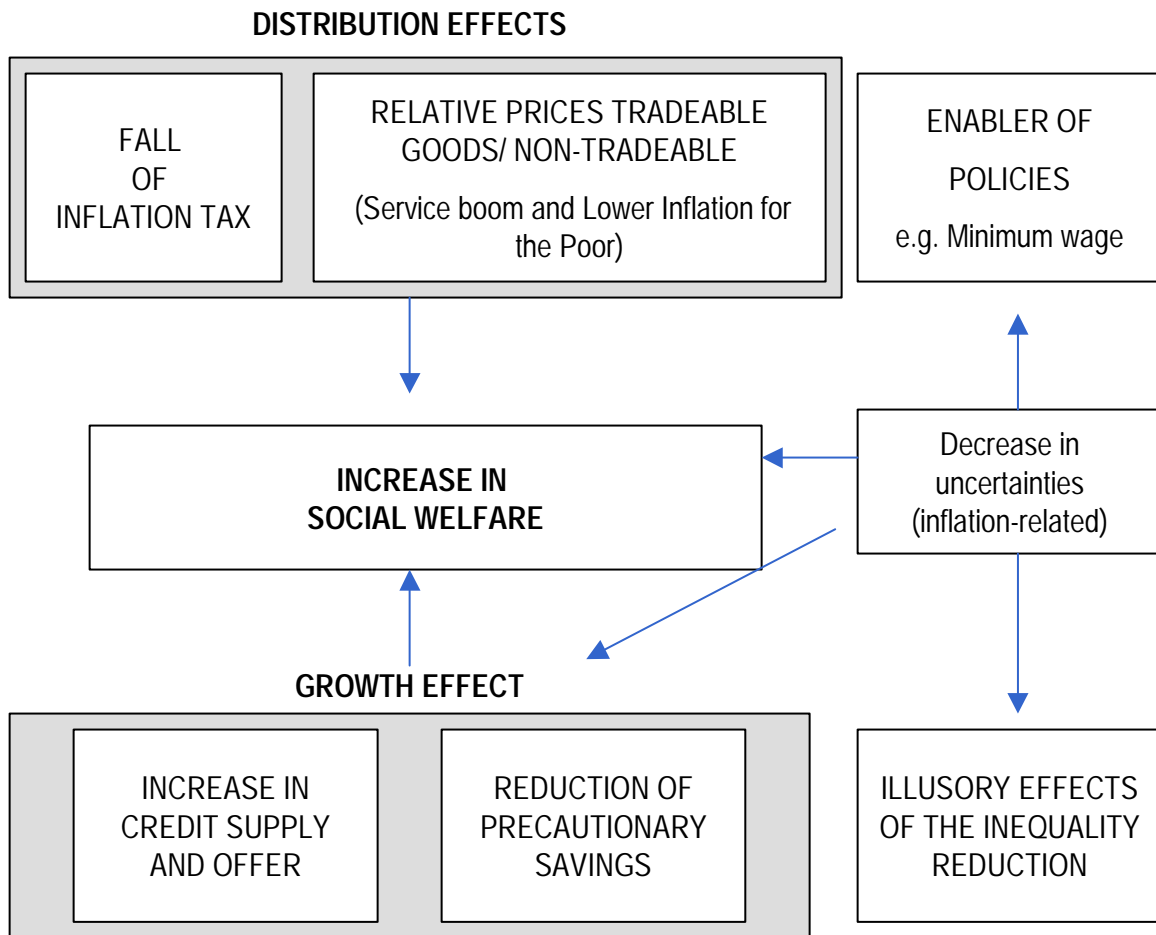 DISTRIBUTION EFFECTS
FALL
OF
INFLATION TAX
RELATIVE PRICES TRADEABLE
GOODS/ NON-TRADEABLE
(Service boom and Lower Inflation for
the Poor)
ENABLER OF
POLICIES
e.g. Minimum wage
INCREASE IN
SOCIAL WELFARE
Decrease in
uncertainties
(inflation-related)
GROWTH EFFECT
INCREASE IN
CREDIT SUPPLY
AND OFFER
REDUCTION OF
PRECAUTIONARY
SAVINGS
ILLUSORY EFFECTS
OF THE INEQUALITY
REDUCTION